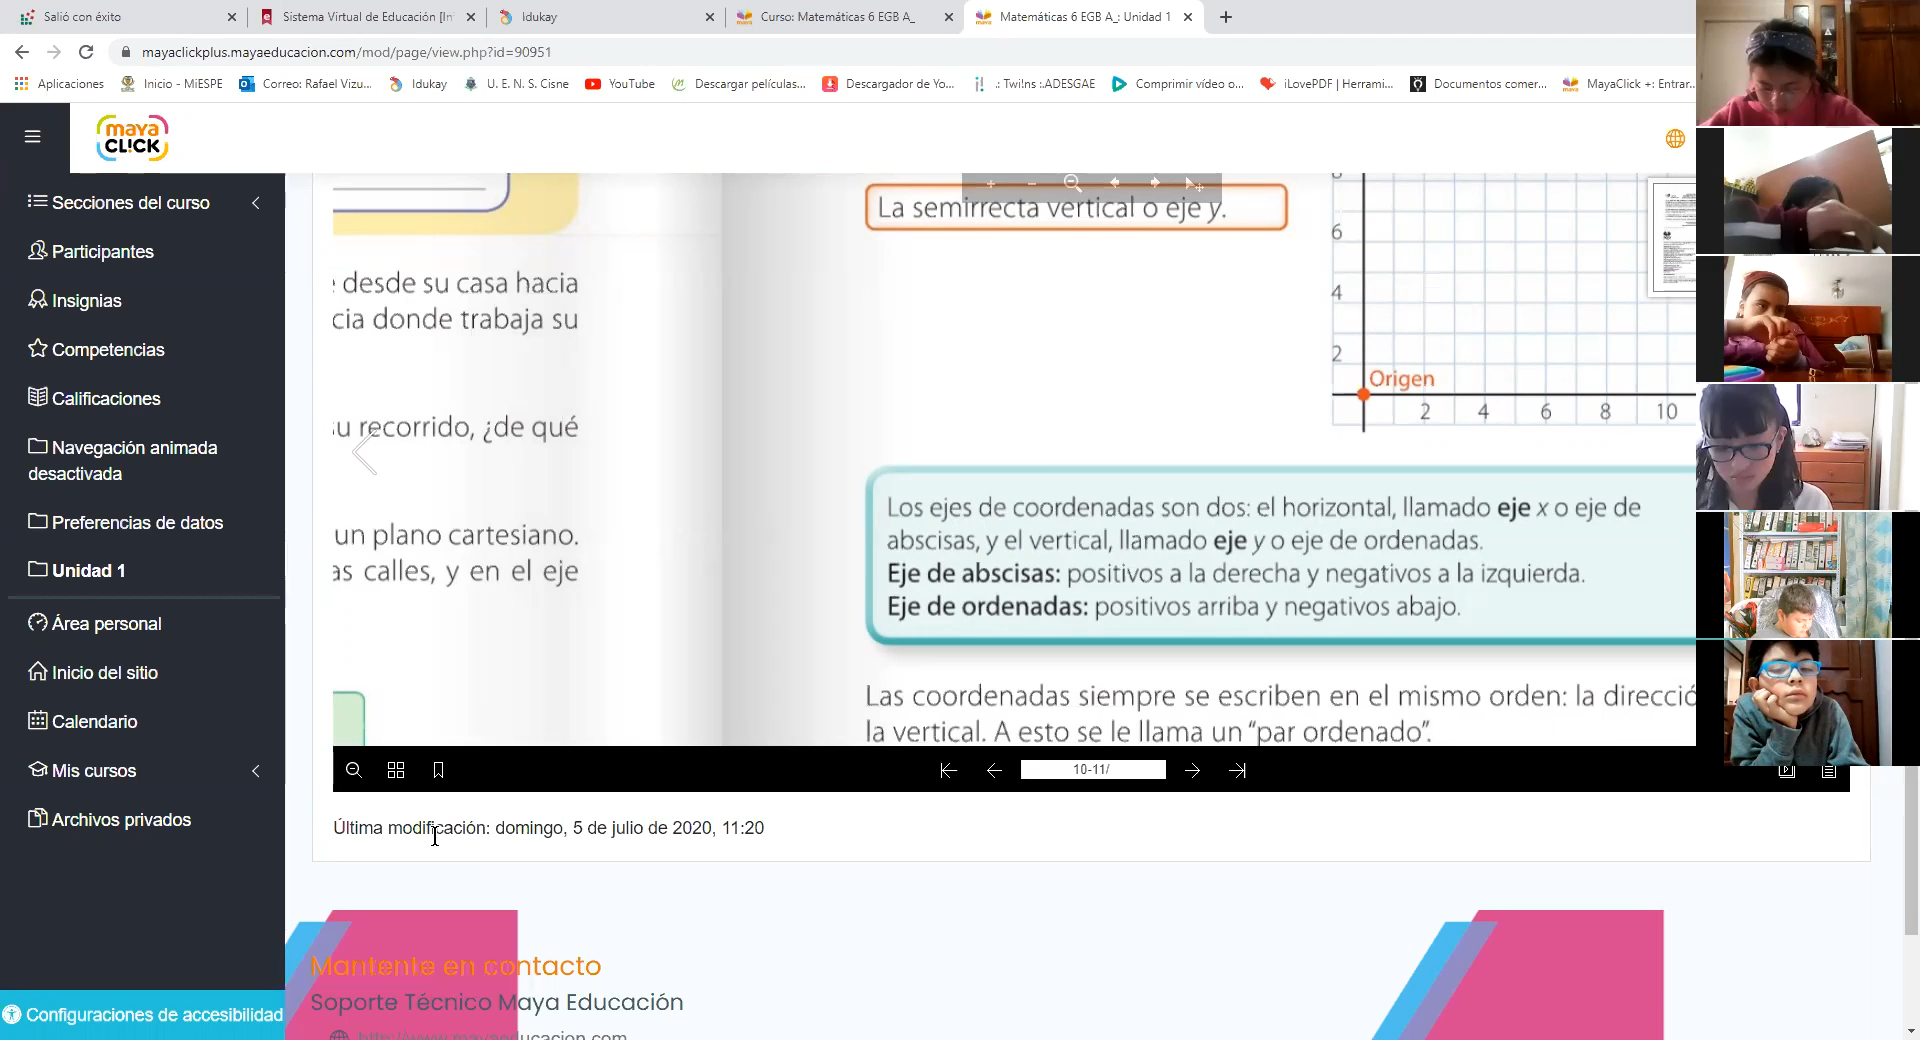 Salió con éxito
Sistema Virtual de Educación [In
Idukay
Curso: Matemáticas 6 EGB A_
Matemáticas 6 EGB A_: Unidad 1
mayaclickplus.mayaeducacion.com/mod/page/view.php?id=90951
Aplicaciones
Inicio - MiESPE
Correo: Rafael Vizu...
Idukay
U. E. N. S. Cisne
YouTube
Descargar películas...
Descargador de Yo...
.: Twi!ns :.ADESGAE
Comprimir vídeo o...
iLovePDF | Herrami...
Documentos comer...
MayaClick +: Entrar...
maya
CLICK
Secciones del curso
Participantes
Insignias
Competencias
Calificaciones
Navegación animada
desactivada
Preferencias de datos
Unidad 1
Área personal
Inicio del sitio
Calendario
Mis cursos
Archivos privados
Configuraciones de accesibilidad
desde su casa hacia
cia donde trabaja su
su recorrido, ¿de qué
un plano cartesiano.
as calles, y en el eje
La semirrecta vertical o eje y.
6
4
2
Origen
2 4 6 8 10
Los ejes de coordenadas son dos: el horizontal, llamado eje x o eje de
abscisas, y el vertical, llamado eje y o eje de ordenadas.
Eje de abscisas: positivos a la derecha y negativos a la izquierda.
Eje de ordenadas: positivos arriba y negativos abajo.
Las coordenadas siempre se escriben en el mismo orden: la direcció
la vertical. A esto se le llama un “par ordenado”.
10-11/
Última modificación: domingo, 5 de julio de 2020, 11:20
Mantente en contacto
Soporte Técnico Maya Educación
http://www.mayaeducacion.com